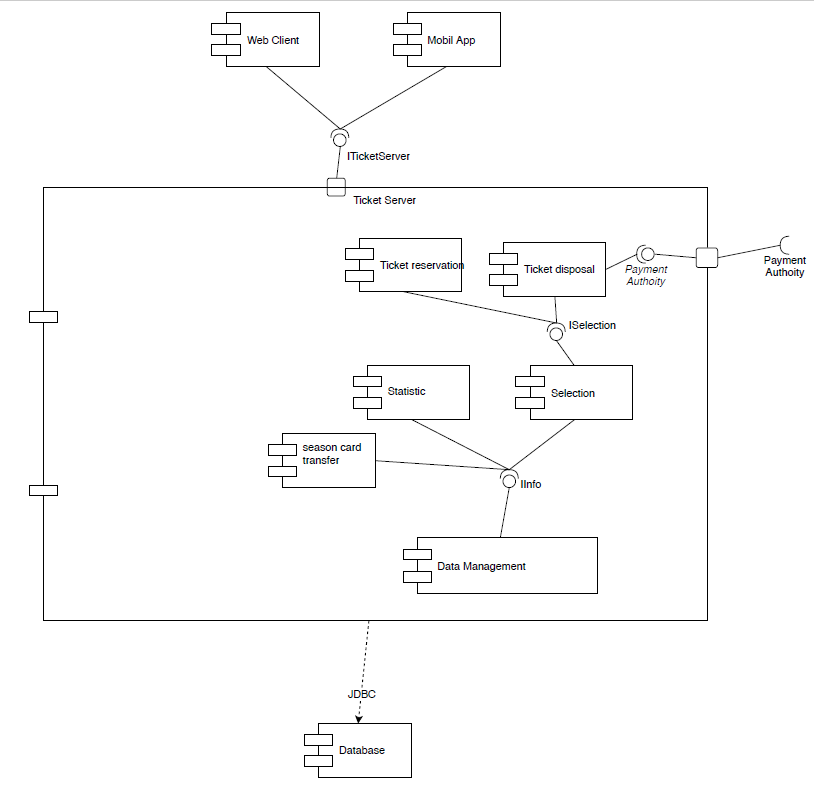 Web Client
Mobil App
ITicketServer
Ticket Server
Ticket reservation
Ticket disposal
Payment
Authoity
Payment
Authoity
ISelection
Statistic
Selection
season card
transfer
IInfo
Data Management
JDBC
Database